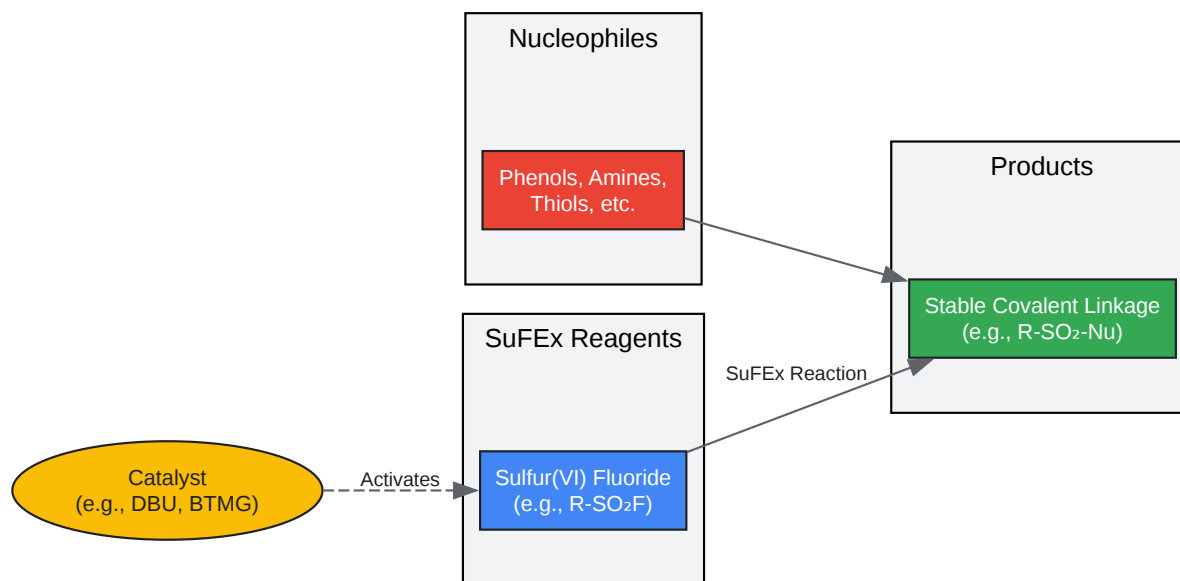 Nucleophiles
Phenols, Amines,
Thiols, etc.
Products
Stable Covalent Linkage
(e.g., R-SO₂-Nu)
SuFEx Reagents
SuFEx Reaction
Catalyst
(e.g., DBU, BTMG)
Activates
Sulfur(VI) Fluoride
(e.g., R-SO₂F)